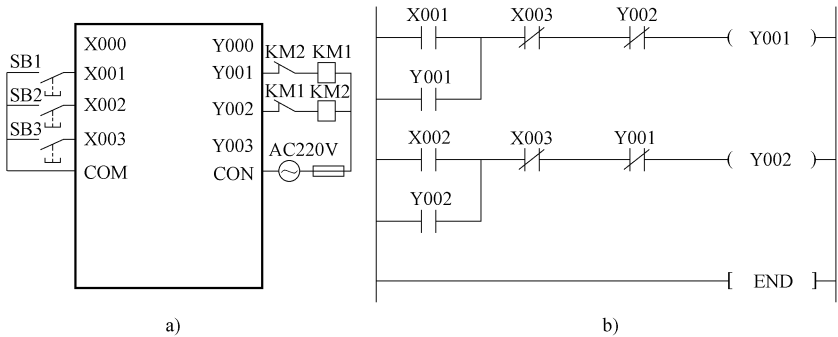 X000 Y000
SB1 X001 Y001 KM2 KM1
SB2 X002 Y002 KM1 KM2
SB3 X003 Y003 AC220V
COM CON
a)
X001 X003 Y002 ( Y001 )
Y001
X002 X003 Y001 ( Y002 )
Y002
[ END ]
b)